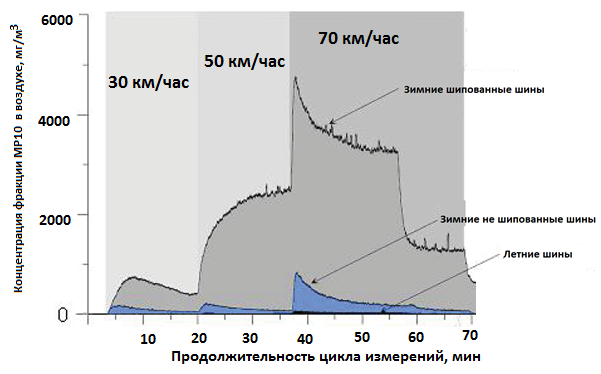 Концентрация фракции МР10 в воздухе, мг/м³
6000
4000
2000
0
30 км/час
50 км/час
70 км/час
Зимние шипованные шины
Зимние не шипованные шины
Летние шины
10 20 30 40 50 60 70
Продолжительность цикла измерений, мин